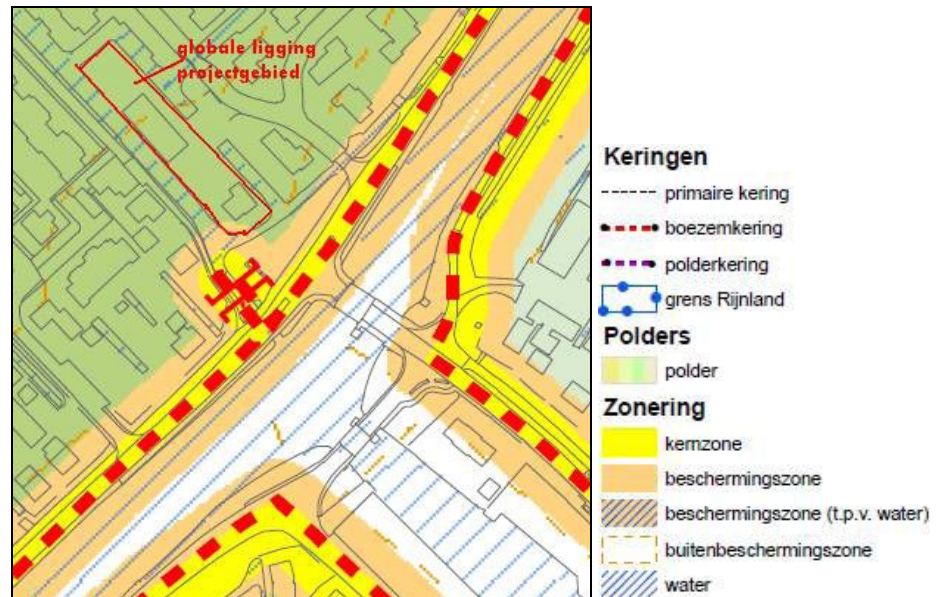 globale ligging
projectgebied
Keringen
primaire kering
boezemkering
polderkering
grens Rijnland
Polders
polder
Zonering
kernzone
beschermingszone
beschermingszone (t.p.v. water)
buitenbeschermingszone
water